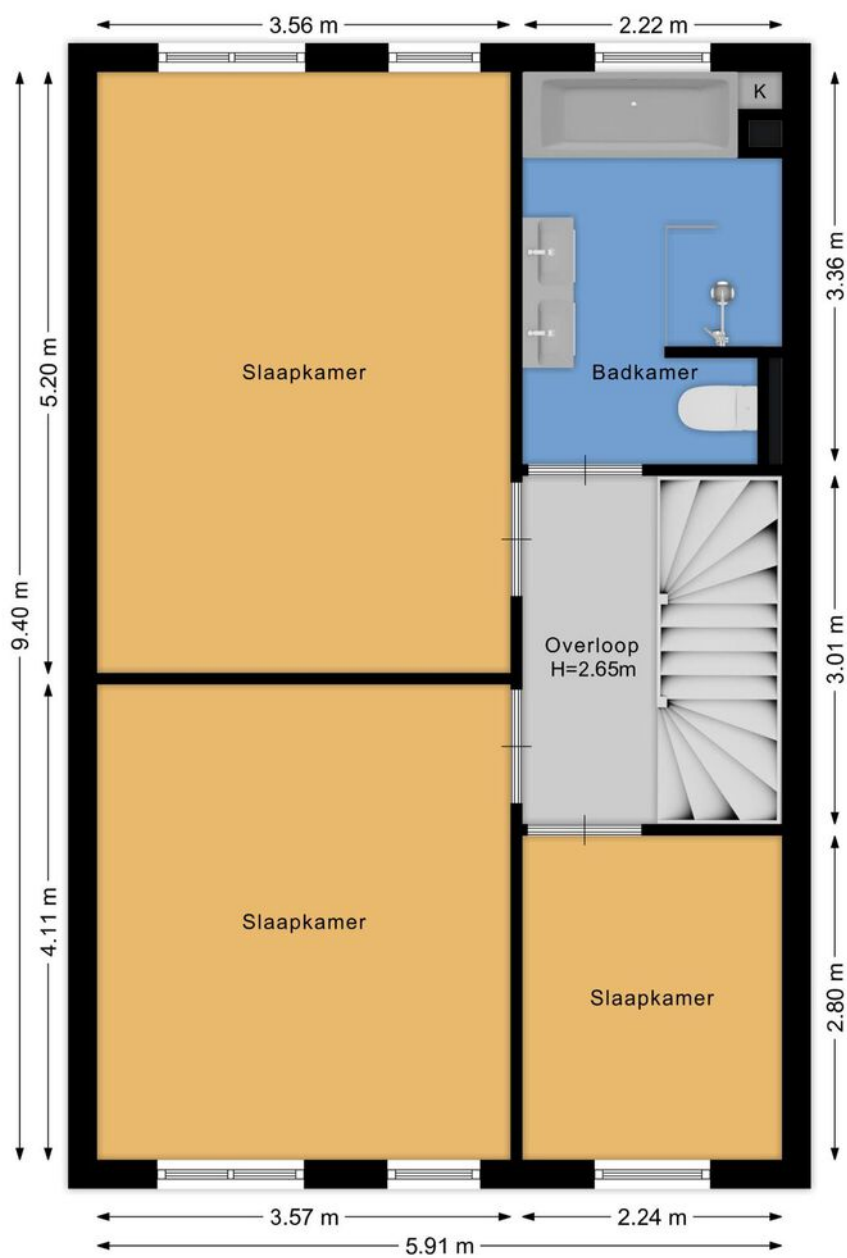 3.56 m
2.22 m
K
3.36 m
5.20 m
Slaapkamer
Badkamer
9.40 m
3.01 m
Overloop
H=2.65m
4.11 m
Slaapkamer
Slaapkamer
2.80 m
3.57 m
2.24 m
5.91 m